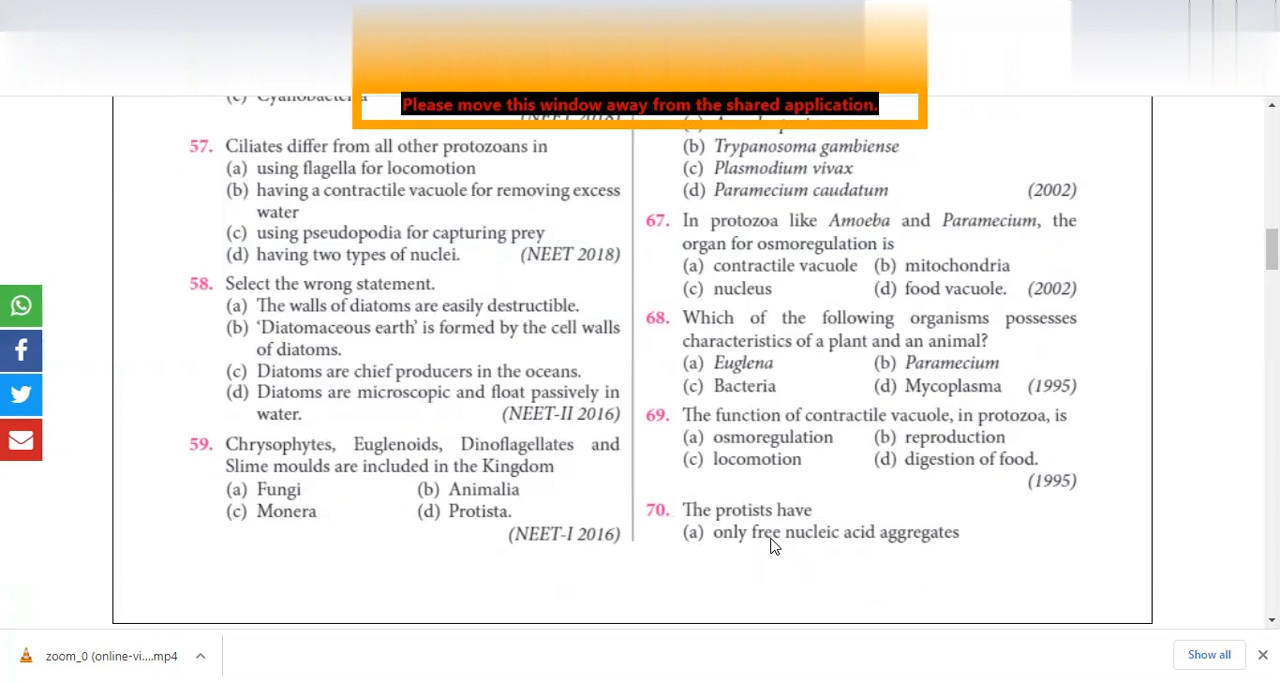 Please move this window away from the shared application.
(c) Cyanobacteria
(NEET 2018)
57. Ciliates differ from all other protozoans in
(a) using flagella for locomotion
(b) having a contractile vacuole for removing excess
water
(c) using pseudopodia for capturing prey
(d) having two types of nuclei. (NEET 2018)
58. Select the wrong statement.
(a) The walls of diatoms are easily destructible.
(b) ‘Diatomaceous earth’ is formed by the cell walls
of diatoms.
(c) Diatoms are chief producers in the oceans.
(d) Diatoms are microscopic and float passively in
water. (NEET-II 2016)
59. Chrysophytes, Euglenoids, Dinoflagellates and
Slime moulds are included in the Kingdom
(a) Fungi (b) Animalia
(c) Monera (d) Protista.
(NEET-I 2016)
(b) Trypanosoma gambiense
(c) Plasmodium vivax
(d) Paramecium caudatum (2002)
67. In protozoa like Amoeba and Paramecium, the
organ for osmoregulation is
(a) contractile vacuole (b) mitochondria
(c) nucleus (d) food vacuole. (2002)
68. Which of the following organisms possesses
characteristics of a plant and an animal?
(a) Euglena (b) Paramecium
(c) Bacteria (d) Mycoplasma (1995)
69. The function of contractile vacuole, in protozoa, is
(a) osmoregulation (b) reproduction
(c) locomotion (d) digestion of food.
(1995)
70. The protists have
(a) only free nucleic acid aggregates
zoom_0 (online-vi....mp4
Show all